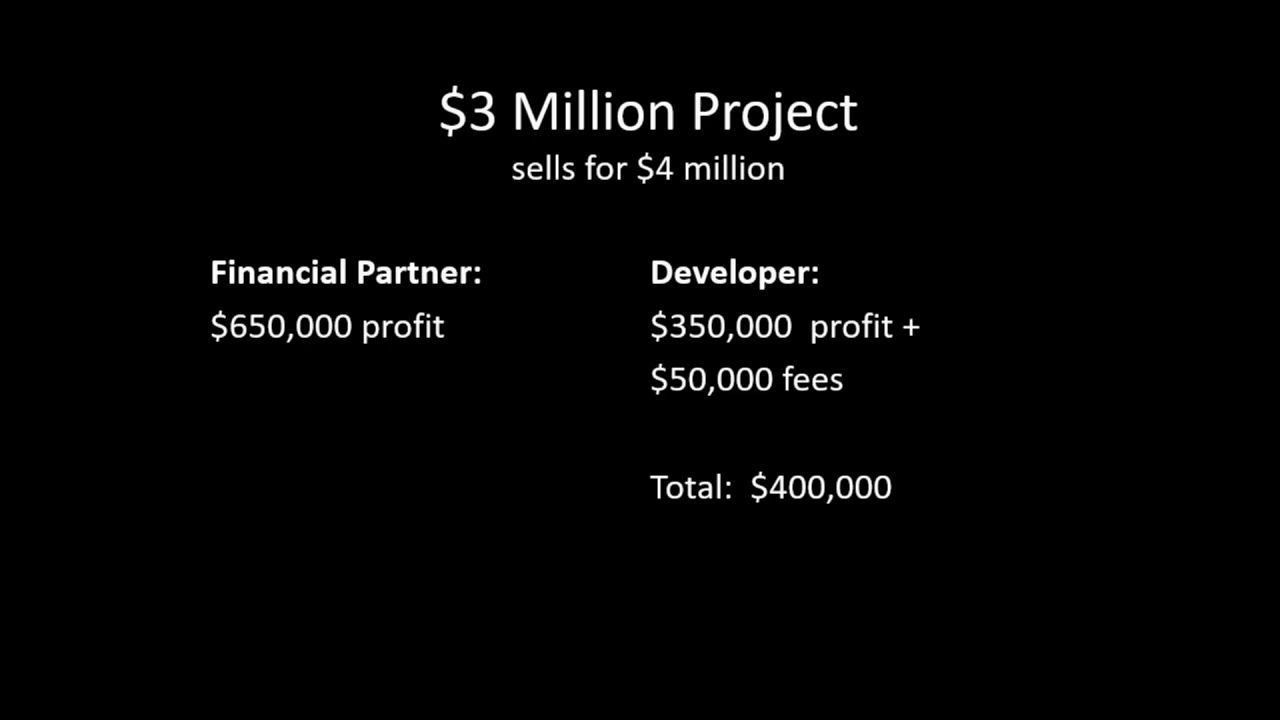 $3 Million Project
sells for $4 million
Financial Partner:
$650,000 profit
Developer:
$350,000  profit +
$50,000 fees
Total:  $400,000